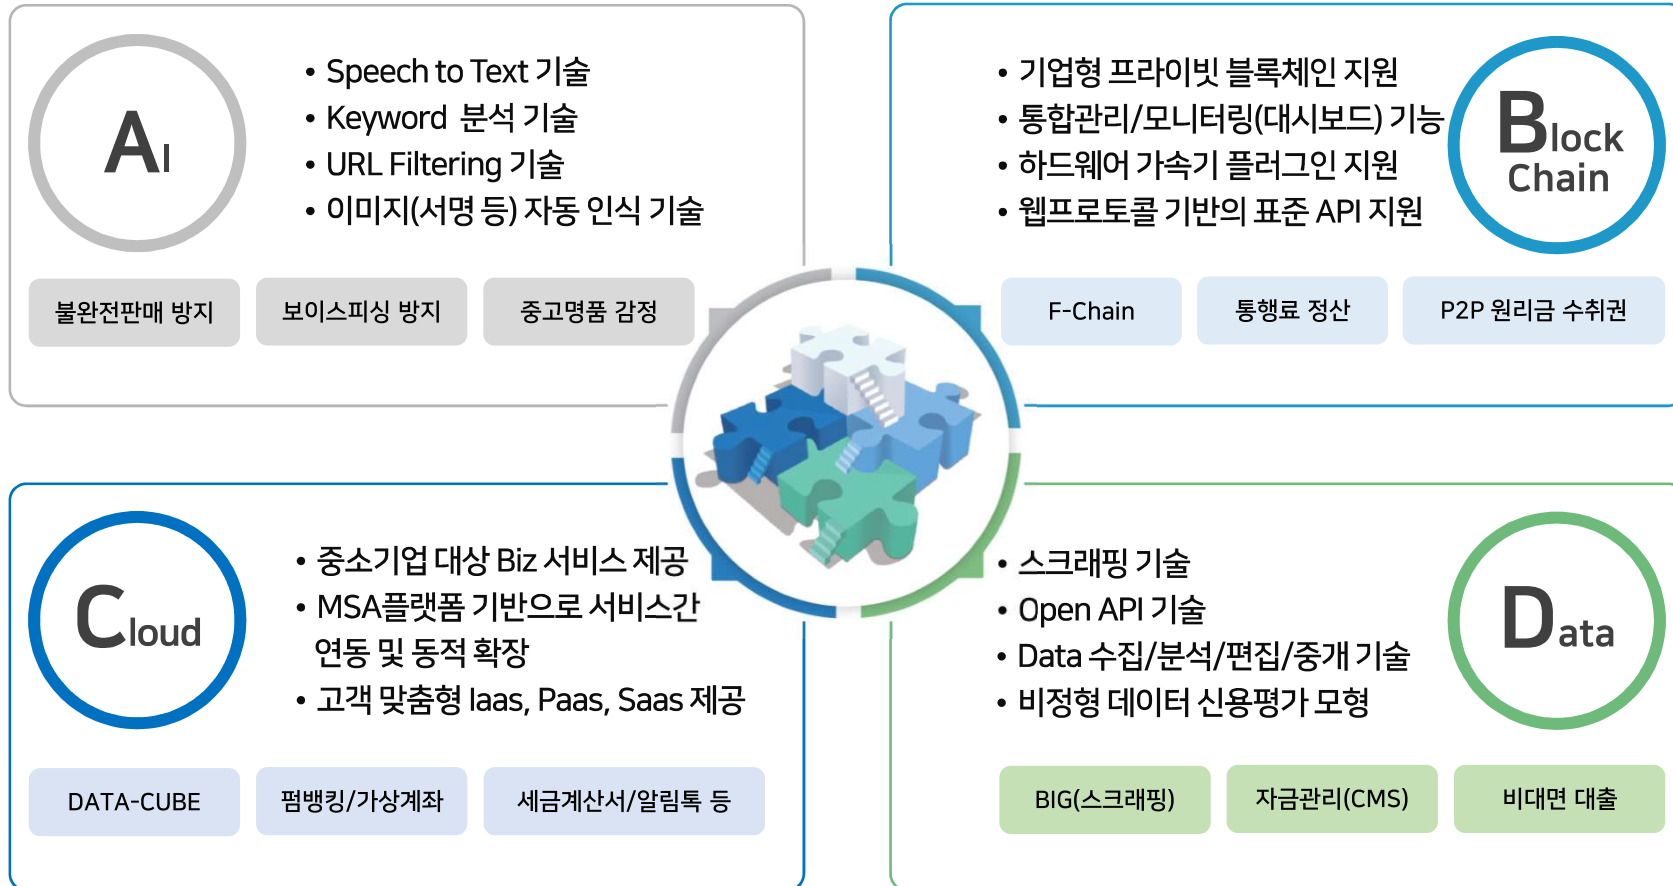 AI
• Speech to Text 기술
• Keyword 분석 기술
• URL Filtering 기술
• 이미지(서명 등) 자동 인식 기술
불완전판매 방지
보이스피싱 방지
중고명품 감정
• 기업형 프라이빗 블록체인 지원
• 통합관리/모니터링(대시보드) 기능
• 하드웨어 가속기 플러그인 지원
• 웹프로토콜 기반의 표준 API 지원
Block
Chain
F-Chain
통행료 정산
P2P 원리금 수취권
Cloud
• 중소기업 대상 Biz 서비스 제공
• MSA플랫폼 기반으로 서비스간
연동 및 동적 확장
• 고객 맞춤형 Iaas, Paas, Saas 제공
DATA-CUBE
펌뱅킹/가상계좌
세금계산서/알림톡 등
• 스크래핑 기술
• Open API 기술
• Data 수집/분석/편집/중개 기술
• 비정형 데이터 신용평가 모형
Data
BIG(스크래핑)
자금관리(CMS)
비대면 대출